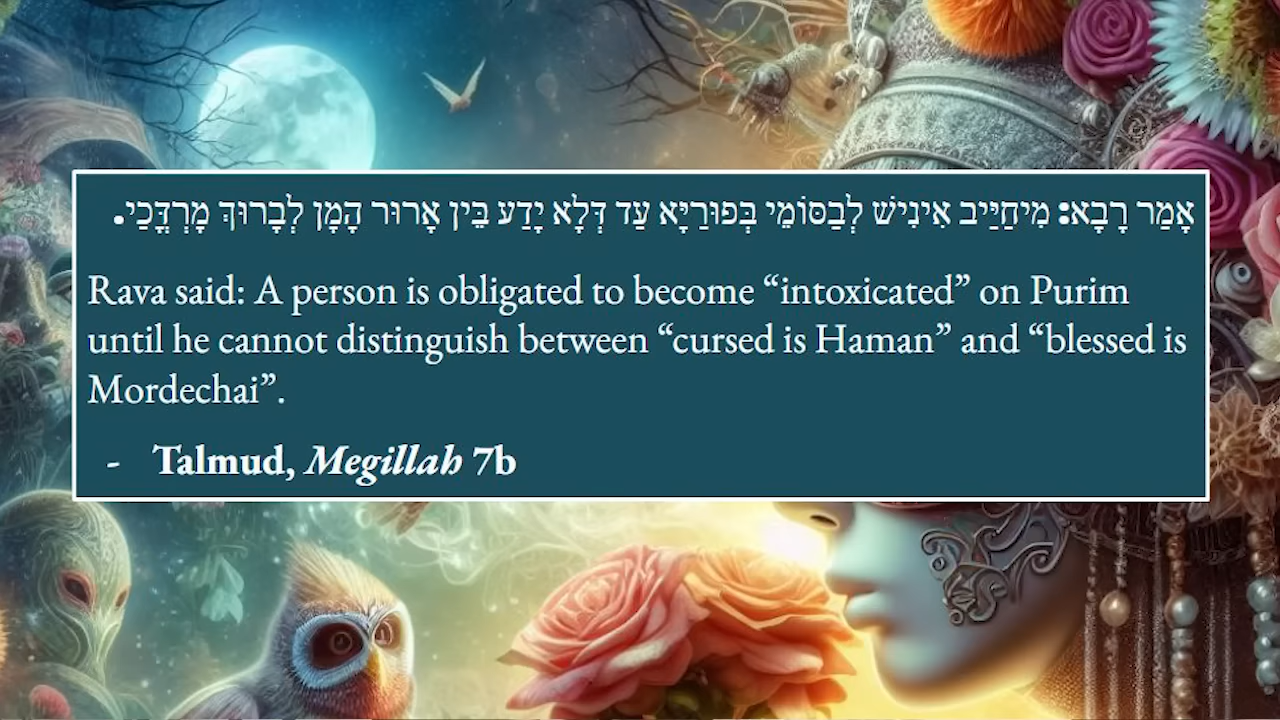 אָמַר רָבָא: מִיחַיַּיב אִינִישׁ לְבַסּוֹמֵי בְּפוּרַיָּא עַד דְּלָא יָדַע בֵּין אָרוּר הָמָן לְבָרוּךְ מָרְדֳּכַי.
Rava said: A person is obligated to become “intoxicated” on Purim
until he cannot distinguish between “cursed is Haman” and “blessed is
Mordechai”.
- Talmud, Megillah 7b